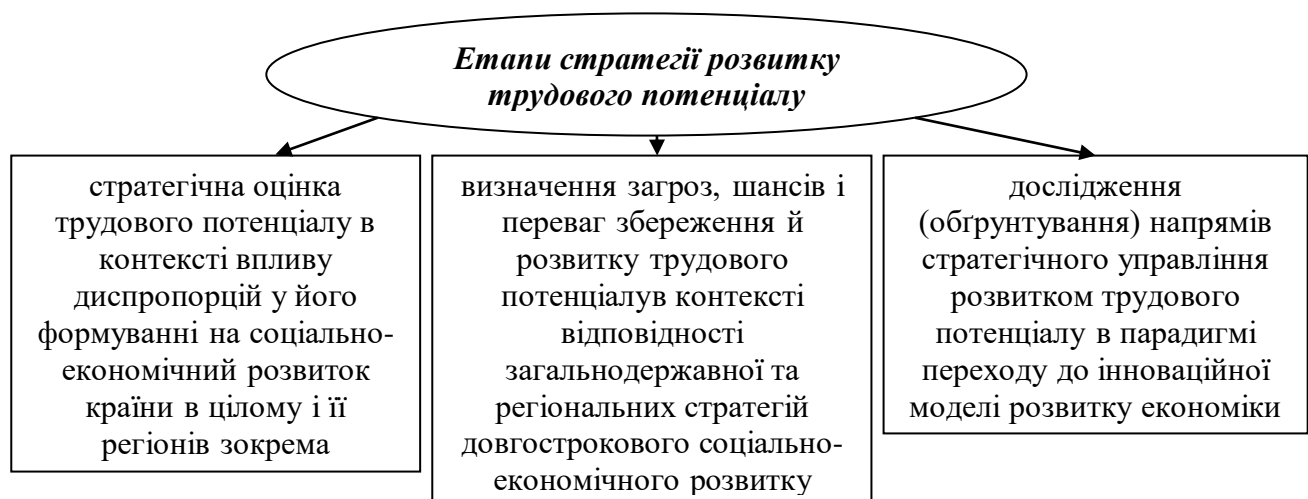 Етапи стратегії розвитку
трудового потенціалу
стратегічна оцінка
трудового потенціалу в
контексті впливу
диспропорцій у його
формуванні на соціально-
економічний розвиток
країни в цілому і її
регіонів зокрема
визначення загроз, шансів і
переваг збереження й
розвитку трудового
потенціалув контексті
відповідності
загальнодержавної та
регіональних стратегій
довгострокового соціально-
економічного розвитку
дослідження
(обґрунтування) напрямів
стратегічного управління
розвитком трудового
потенціалу в парадигмі
переходу до інноваційної
моделі розвитку економіки